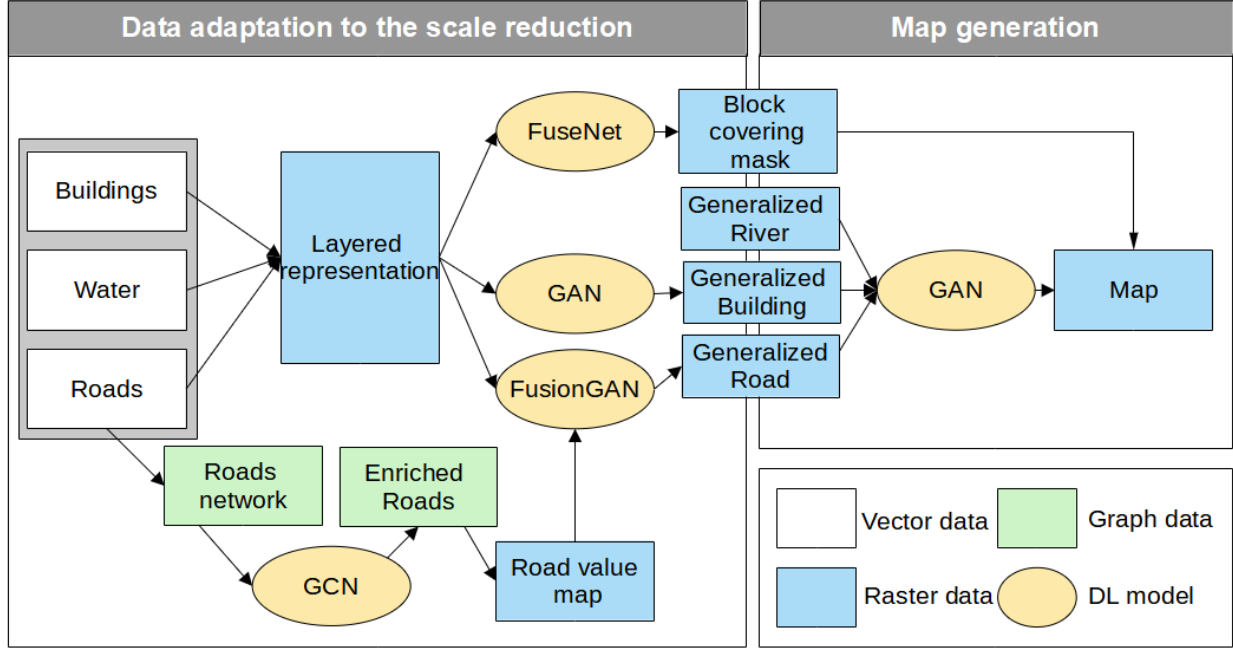 Data adaptation to the scale reduction
Map generation
Buildings
Water
Roads
Layered
representation
FuseNet
GAN
FusionGAN
Block
covering
mask
Generalized
River
Generalized
Building
Generalized
Road
GAN
Map
Roads
network
Enriched
Roads
GCN
Road value
map
Vector data
Graph data
Raster data
DL model